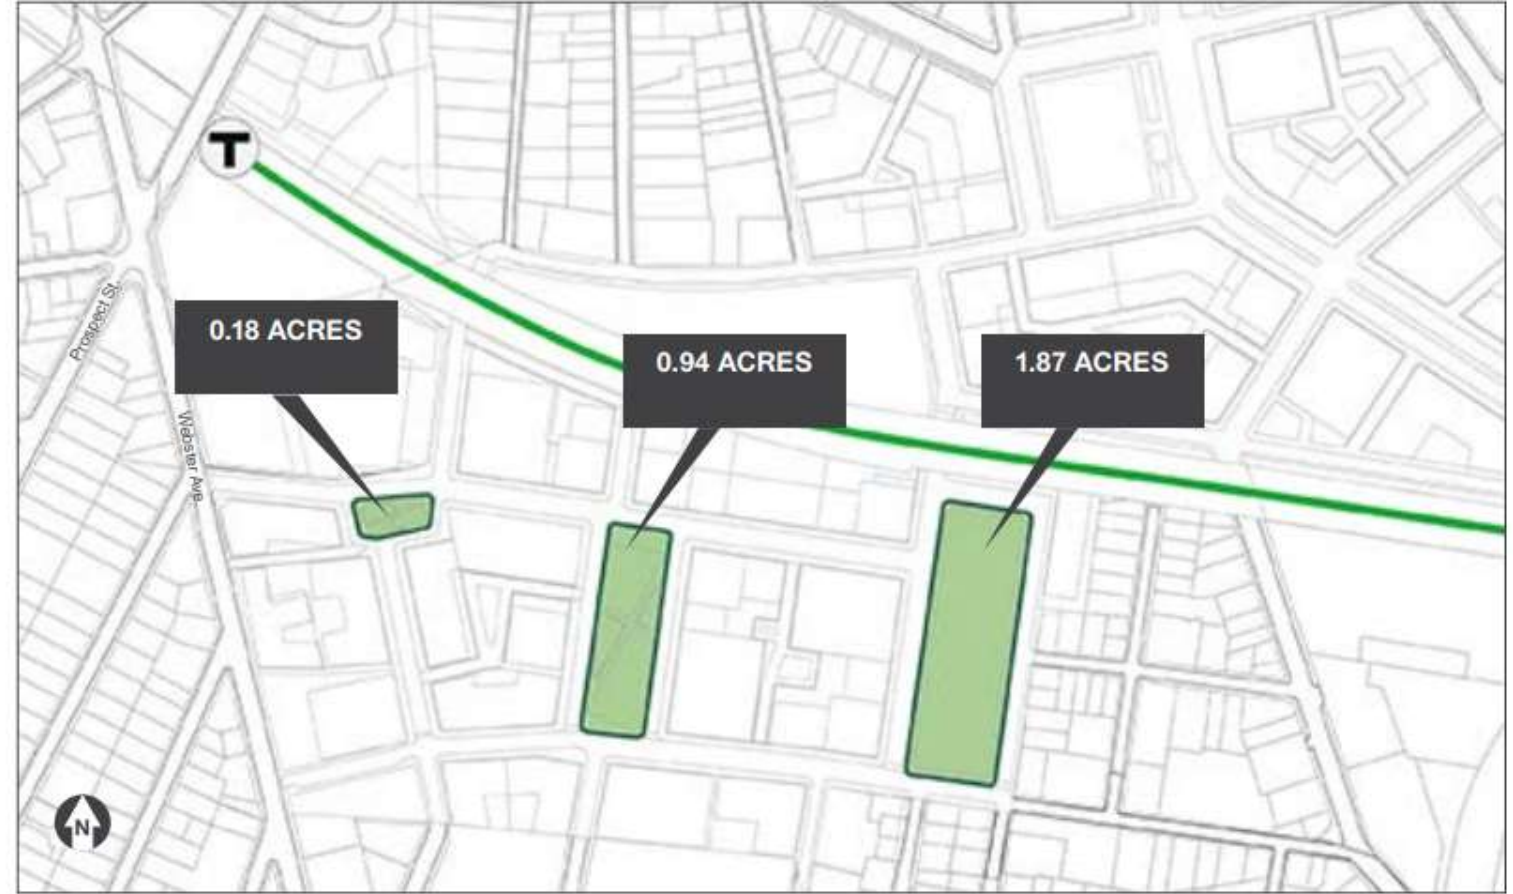 T
0.18 ACRES
0.94 ACRES
1.87 ACRES
Prospect St.
Webster Ave.
N